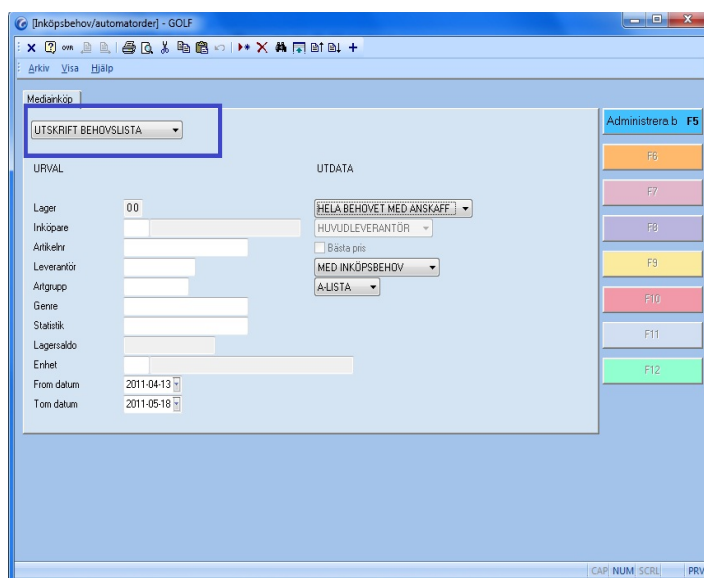 [Inköpsbehov/automatorder] - GOLF
OVR
Arkiv Visa Hjälp
Mediainköp
UTSKRIFT BEHOVSLISTA
Administrera b F5
F6
F7
F8
F9
F10
F11
F12
URVAL
UTDATA
Lager 00 HELA BEHOVET MED ANSKAFF
Inköpare HUVUDLEVERANTÖR
Artikelnr Bästa pris
Leverantör MED INKÖPSBEHOV
Artgrupp A-LISTA
Genre
Statistik
Lagersaldo
Enhet
From datum 2011-04-13
Tom datum 2011-05-18
CAP NUM SCRL PRV